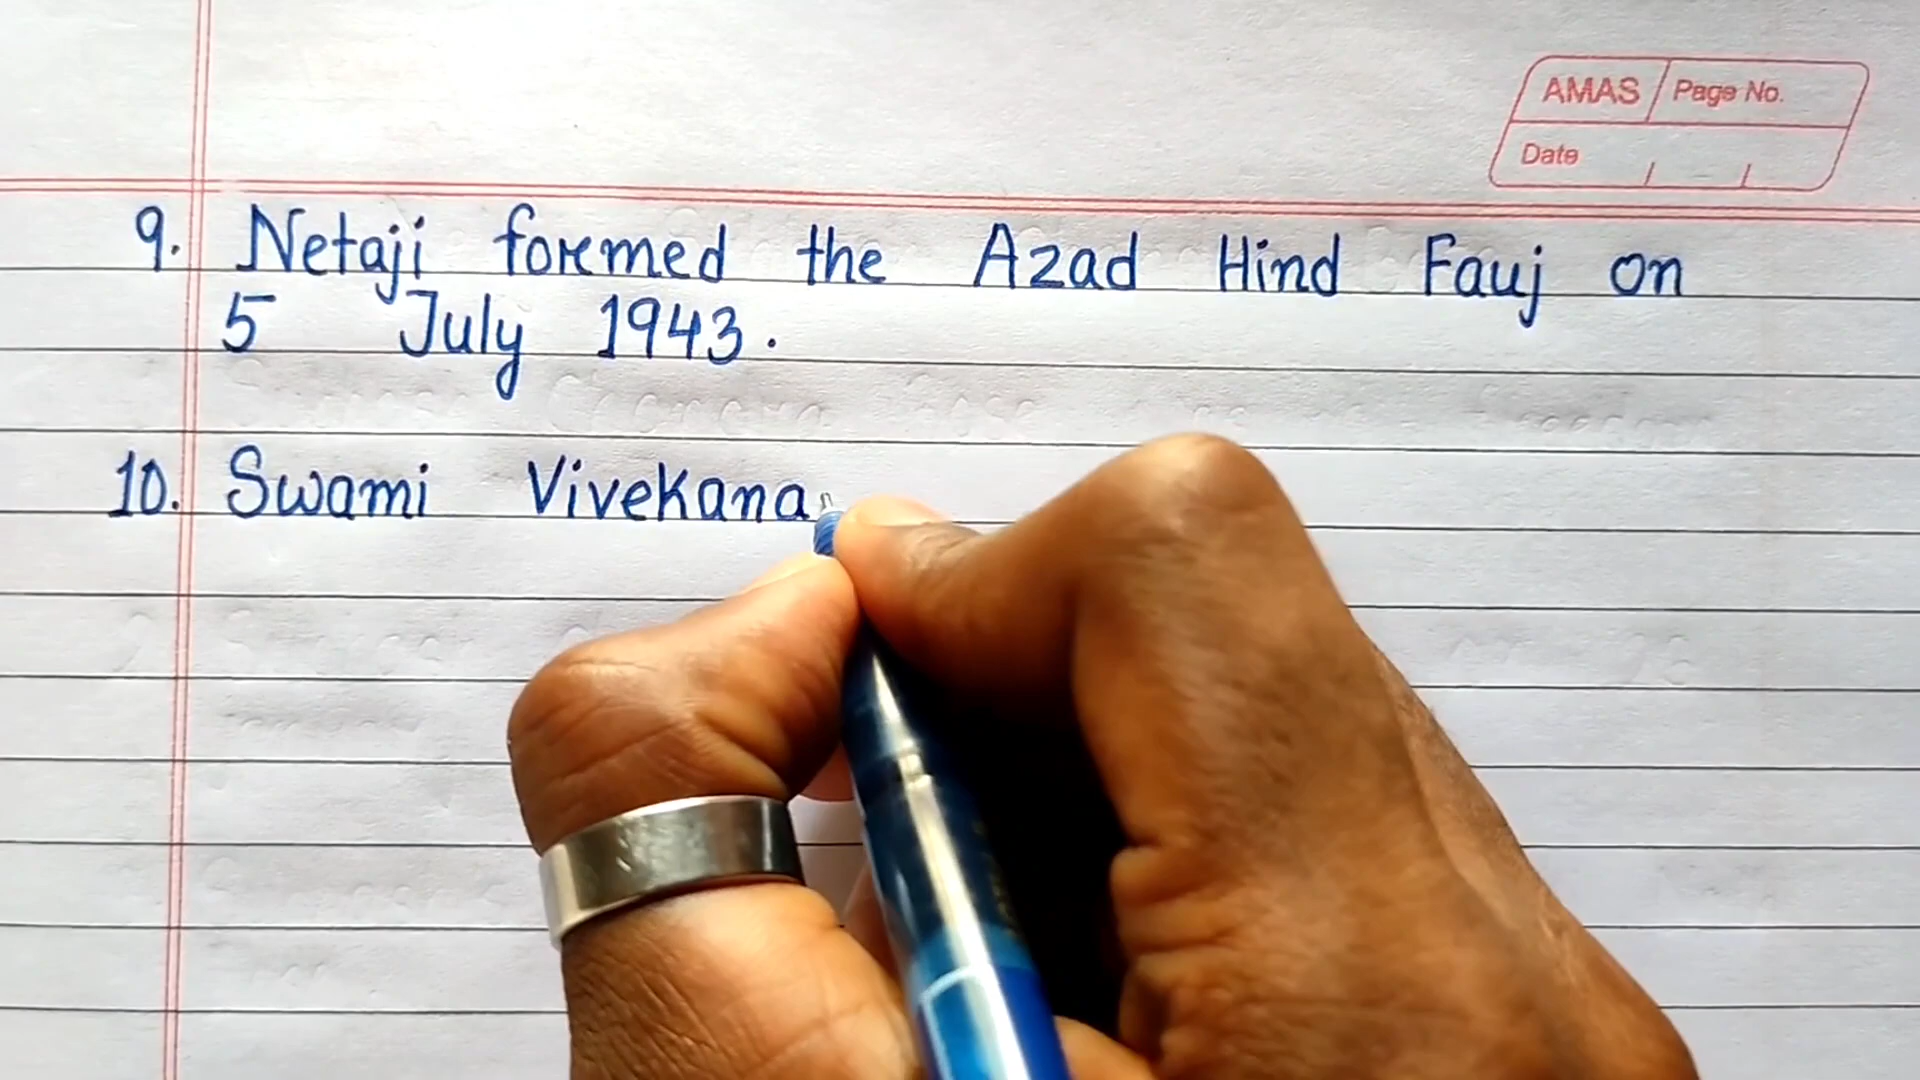 AMAS Page No.
Date
9. Netaji formed the Azad Hind Fauj on
5 July 1943.
10. Swami Vivekana